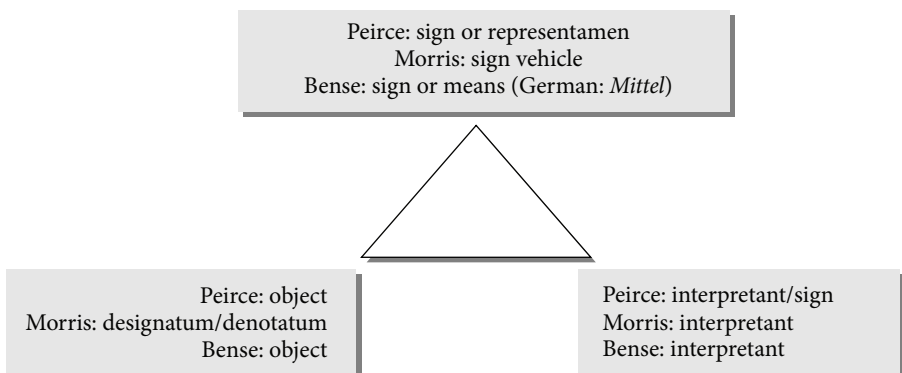 Peirce: sign or representamen
Morris: sign vehicle
Bense: sign or means (German: Mittel)
Peirce: object
Morris: designatum/denotatum
Bense: object
Peirce: interpretant/sign
Morris: interpretant
Bense: interpretant